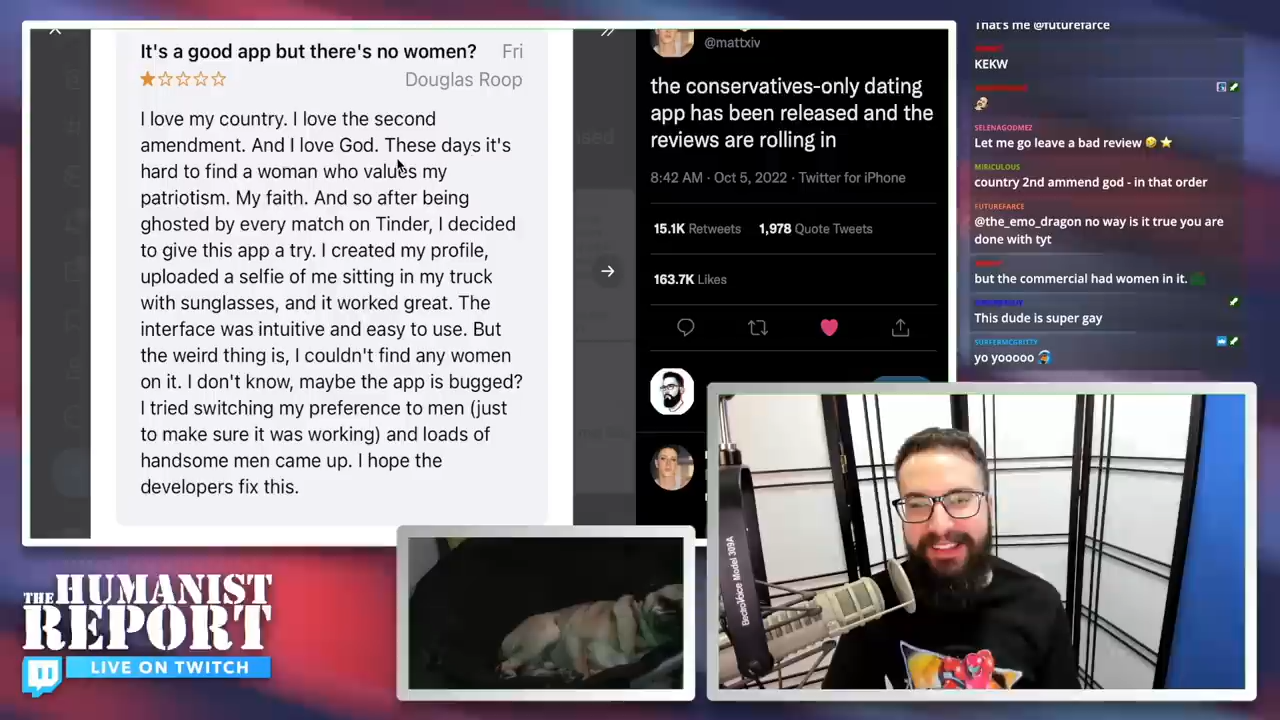 It's a good app but there's no women? Fri
Douglas Roop
I love my country. I love the second
amendment. And I love God. These days it's
hard to find a woman who values my
patriotism. My faith. And so after being
ghosted by every match on Tinder, I decided
to give this app a try. I created my profile,
uploaded a selfie of me sitting in my truck
with sunglasses, and it worked great. The
interface was intuitive and easy to use. But
the weird thing is, I couldn't find any women
on it. I don't know, maybe the app is bugged?
I tried switching my preference to men (just
to make sure it was working) and loads of
handsome men came up. I hope the
developers fix this.
@mattxiv
the conservatives-only dating
app has been released and the
reviews are rolling in
8:42 AM · Oct 5, 2022 · Twitter for iPhone
15.1K Retweets 1,978 Quote Tweets
163.7K Likes
That's me @futurefarce
KEKW
SELENAGODMEZ
Let me go leave a bad review
MIRICULOUS
country 2nd ammend god - in that order
FUTUREFARCE
@the_emo_dragon no way is it true you are
done with tyt
but the commercial had women in it.
This dude is super gay
SURFERMCGRITTY
yo yooooo
THE HUMANIST
REPORT
LIVE ON TWITCH
ElectroVoice Model 309A